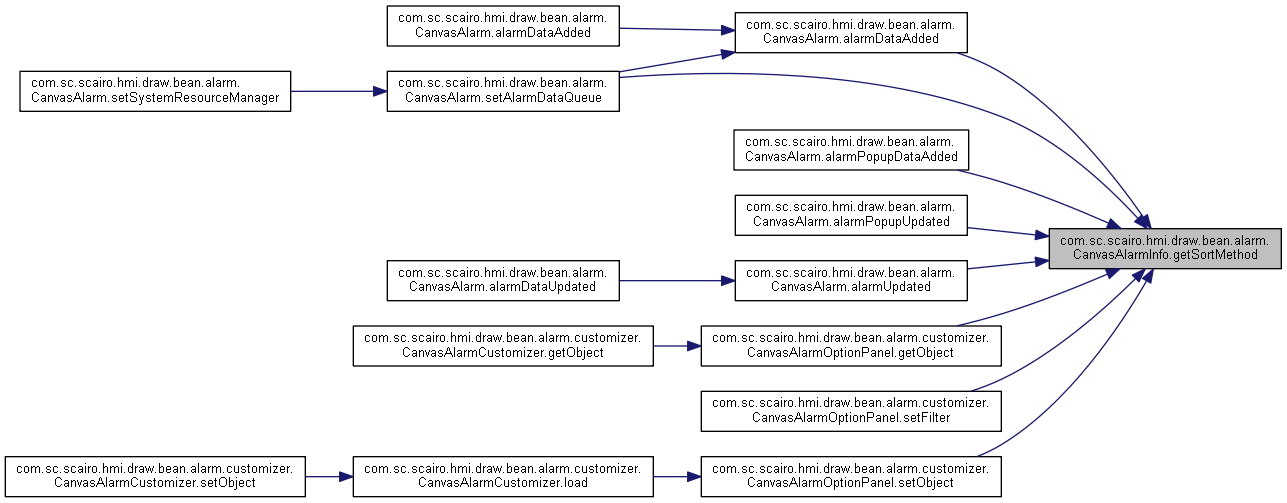 com.sc.scairo.hmi.draw.bean.alarm.
CanvasAlarm.alarmDataAdded
com.sc.scairo.hmi.draw.bean.alarm.
CanvasAlarm.alarmDataAdded
com.sc.scairo.hmi.draw.bean.alarm.
CanvasAlarm.setSystemResourceManager
com.sc.scairo.hmi.draw.bean.alarm.
CanvasAlarm.setAlarmDataQueue
com.sc.scairo.hmi.draw.bean.alarm.
CanvasAlarm.alarmPopupDataAdded
com.sc.scairo.hmi.draw.bean.alarm.
CanvasAlarm.alarmPopupUpdated
com.sc.scairo.hmi.draw.bean.alarm.
CanvasAlarmInfo.getSortMethod
com.sc.scairo.hmi.draw.bean.alarm.
CanvasAlarm.alarmDataUpdated
com.sc.scairo.hmi.draw.bean.alarm.
CanvasAlarm.alarmUpdated
com.sc.scairo.hmi.draw.bean.alarm.customizer.
CanvasAlarmCustomizer.getObject
com.sc.scairo.hmi.draw.bean.alarm.customizer.
CanvasAlarmOptionPanel.getObject
com.sc.scairo.hmi.draw.bean.alarm.customizer.
CanvasAlarmOptionPanel.setFilter
com.sc.scairo.hmi.draw.bean.alarm.customizer.
CanvasAlarmCustomizer.setObject
com.sc.scairo.hmi.draw.bean.alarm.customizer.
CanvasAlarmCustomizer.load
com.sc.scairo.hmi.draw.bean.alarm.customizer.
CanvasAlarmOptionPanel.setObject